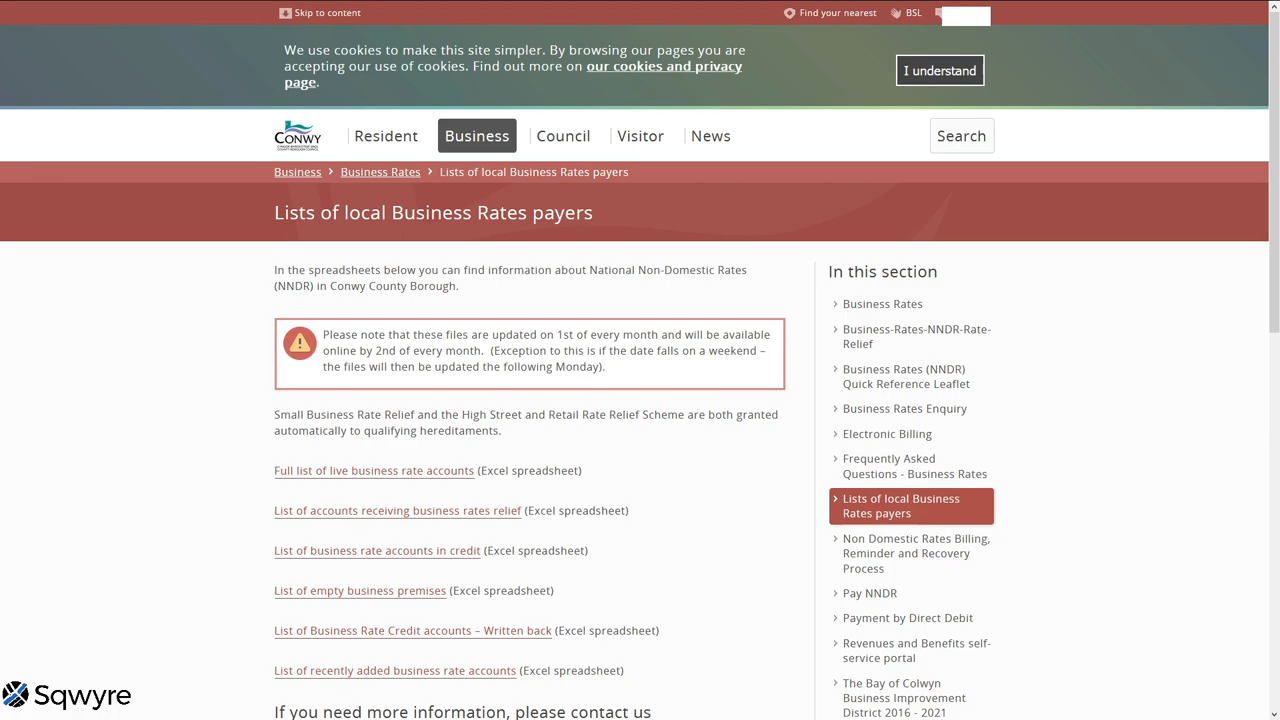 Skip to content
Find your nearest
BSL
We use cookies to make this site simpler. By browsing our pages you are
accepting our use of cookies. Find out more on our cookies and privacy
page.
I understand
CONWY
Resident
Business
Council
Visitor
News
Search
Business > Business Rates > Lists of local Business Rates payers
Lists of local Business Rates payers
In the spreadsheets below you can find information about National Non-Domestic Rates
(NNDR) in Conwy County Borough.
Please note that these files are updated on 1st of every month and will be available
online by 2nd of every month.  (Exception to this is if the date falls on a weekend –
the files will then be updated the following Monday).
Small Business Rate Relief and the High Street and Retail Rate Relief Scheme are both granted
automatically to qualifying hereditaments.
Full list of live business rate accounts (Excel spreadsheet)
List of accounts receiving business rates relief (Excel spreadsheet)
List of business rate accounts in credit (Excel spreadsheet)
List of empty business premises (Excel spreadsheet)
List of Business Rate Credit accounts – Written back (Excel spreadsheet)
List of recently added business rate accounts (Excel spreadsheet)
If you need more information, please contact us
In this section
Business Rates
Business-Rates-NNDR-Rate-
Relief
Business Rates (NNDR)
Quick Reference Leaflet
Business Rates Enquiry
Electronic Billing
Frequently Asked
Questions - Business Rates
Lists of local Business
Rates payers
Non Domestic Rates Billing,
Reminder and Recovery
Process
Pay NNDR
Payment by Direct Debit
Revenues and Benefits self-
service portal
The Bay of Colwyn
Business Improvement
District 2016 - 2021
Sqwyre